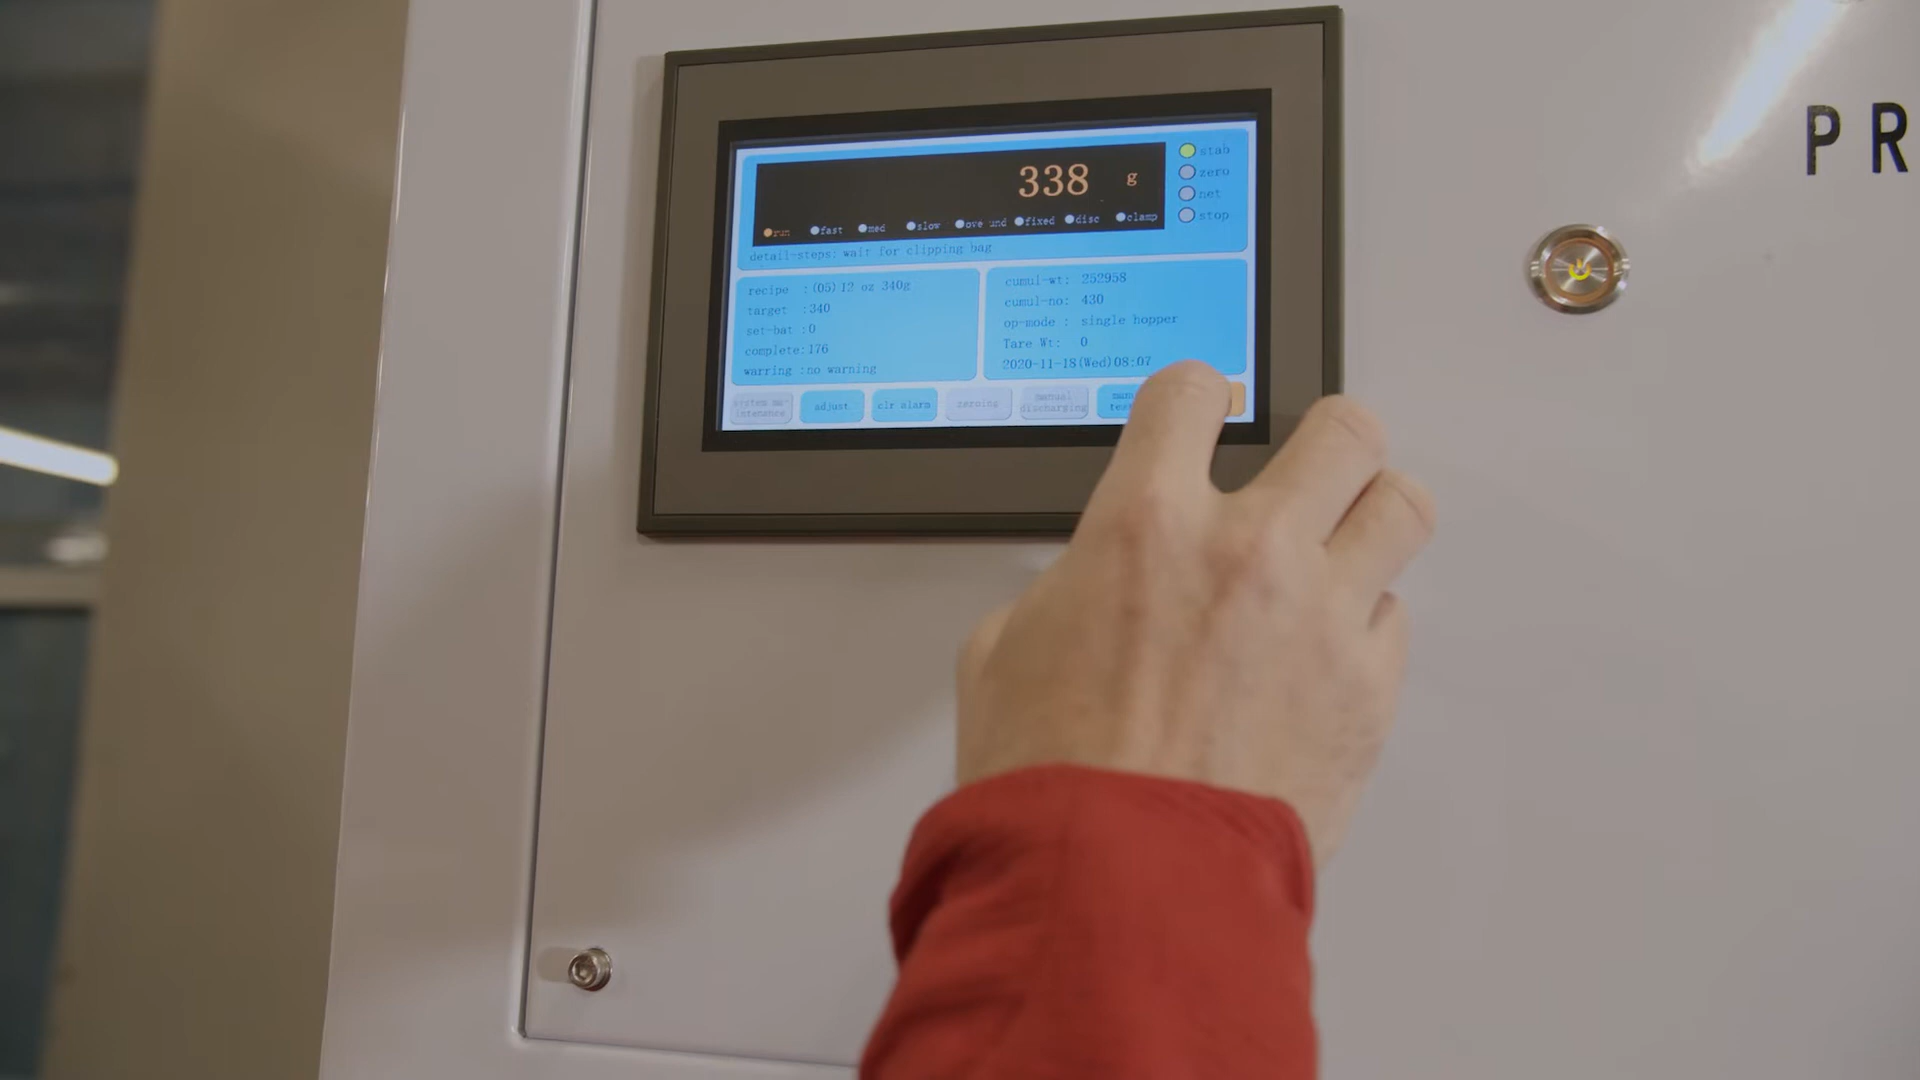 PR
338 g
stab
zero
net
stop
run fast med slow ove und fixed disc clamp
detail-steps: wait for clipping bag
recipe :(05)12 oz 340g
target :340
set-bat :0
complete:176
warring :no warning
cumul-wt: 252958
cumul-no: 430
op-mode : single hopper
Tare Wt: 0
2020-11-18(Wed)08:07
system ma-
intenance
adjust
clr alarm
zeroing
manual
discharging